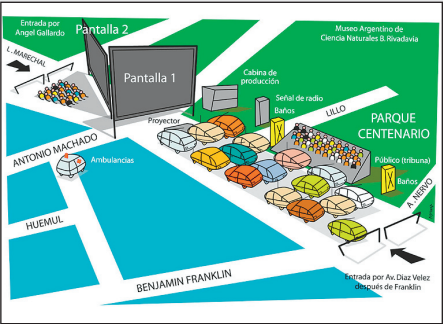 Entrada por
Angel Gallardo
Pantalla 2
Museo Argentino de
Ciencia Naturales B. Rivadavia
L. MARECHAL
Pantalla 1
Cabina de
producción
Señal de radio
Baños
LILLO
PARQUE
CENTENARIO
Proyector
ANTONIO MACHADO
Ambulancias
Público (tribuna)
Baños
A. NERVO
HUEMUL
BENJAMIN FRANKLIN
Entrada por Av. Díaz Velez
después de Franklin